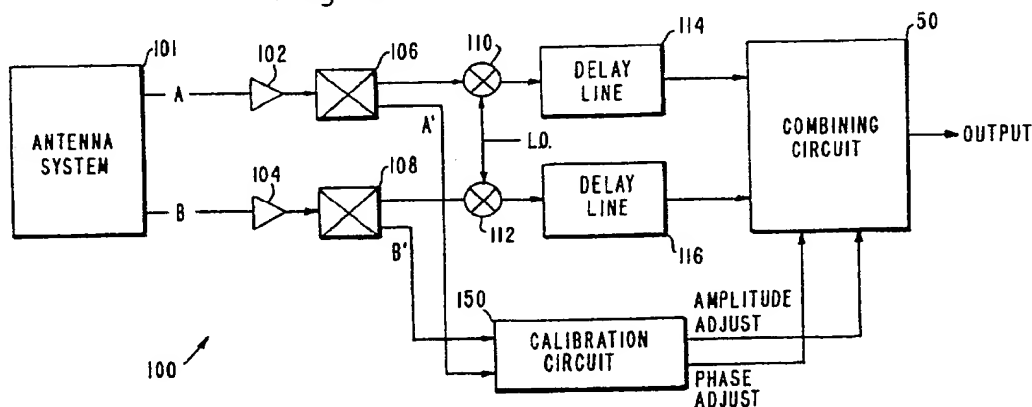 101
A
102
106
110
114
50
ANTENNA
SYSTEM
DELAY
LINE
COMBINING
CIRCUIT
OUTPUT
A'
L.O.
B
104
108
112
DELAY
LINE
116
B'
150
CALIBRATION
CIRCUIT
AMPLITUDE
ADJUST
PHASE
ADJUST
100